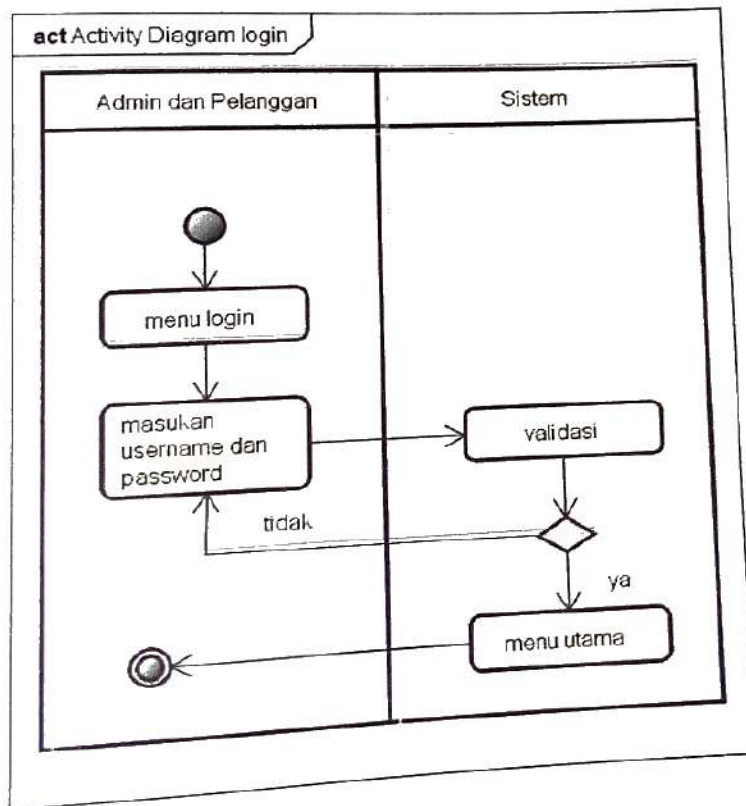 act Activity Diagram login
Admin dan Pelanggan
Sistem
menu login
masukan
username dan
password
validasi
tidak
ya
menu utama